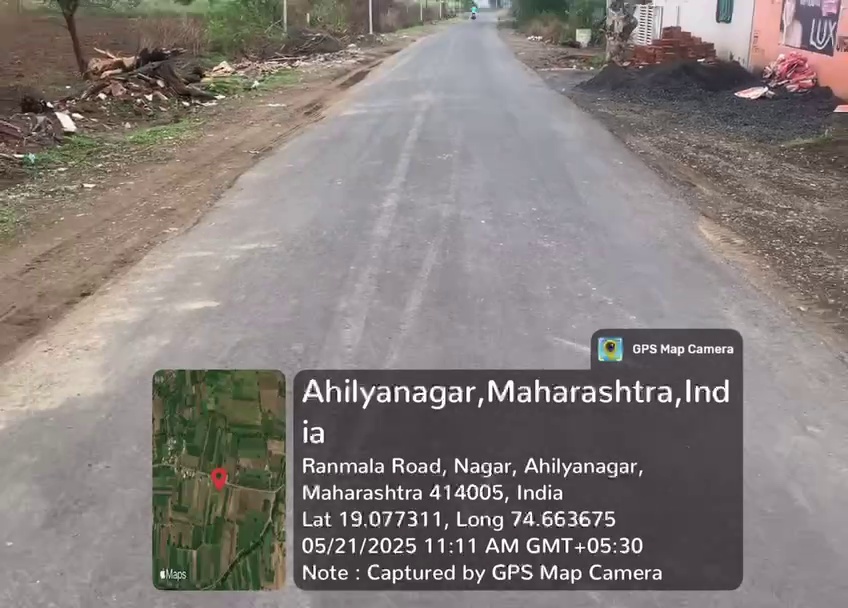 LUX
GPS Map Camera
Ahilyanagar,Maharashtra,Ind
ia
Ranmala Road, Nagar, Ahilyanagar,
Maharashtra 414005, India
Lat 19.077311, Long 74.663675
05/21/2025 11:11 AM GMT+05:30
Note : Captured by GPS Map Camera
Maps